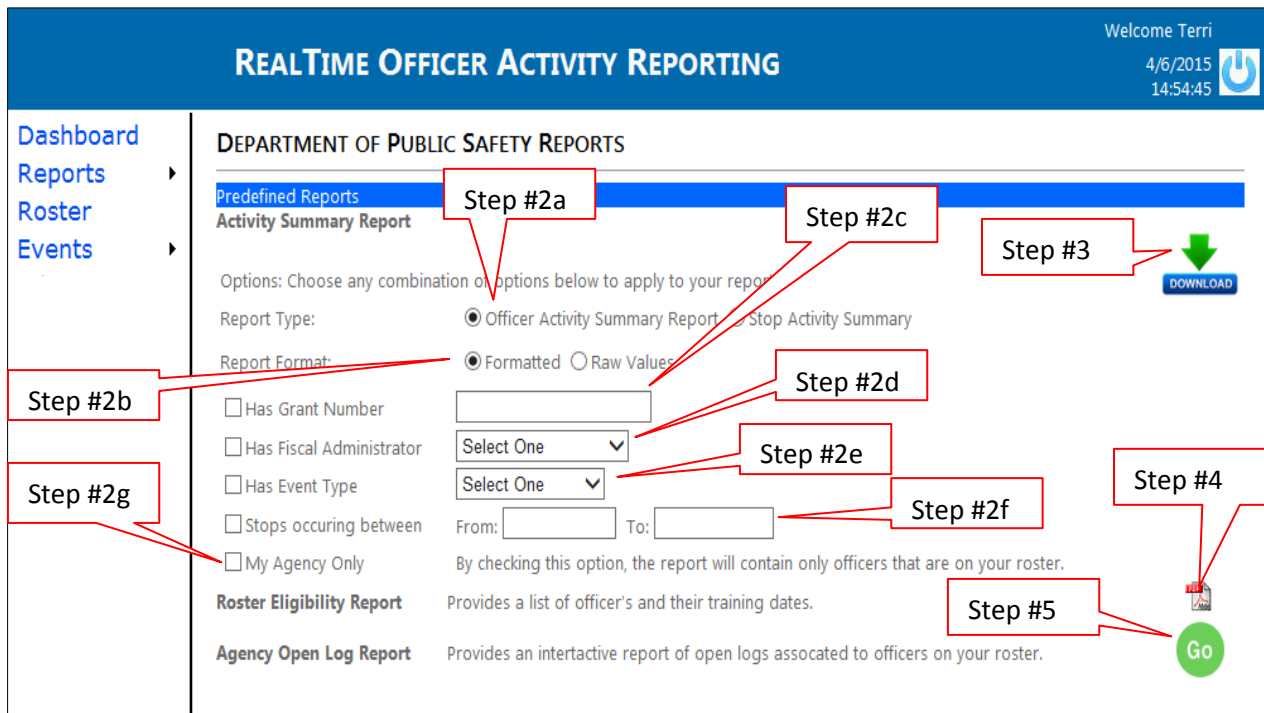 Welcome Terri
REALTIME OFFICER ACTIVITY REPORTING
4/6/2015
14:54:45
Dashboard
Reports
Roster
Events
DEPARTMENT OF PUBLIC SAFETY REPORTS
Predefined Reports
Step #2a
Activity Summary Report
Step #2c
Step #3
DOWNLOAD
Options: Choose any combination of options below to apply to your report
Report Type: Officer Activity Summary Report Stop Activity Summary
Report Format: Formatted Raw Values
Step #2b
Step #2d
Has Grant Number
Has Fiscal Administrator Select One
Step #2e
Has Event Type Select One
Step #2g
Step #4
Stops occuring between From: To:
Step #2f
My Agency Only By checking this option, the report will contain only officers that are on your roster.
Roster Eligibility Report Provides a list of officer's and their training dates.
Step #5
Agency Open Log Report Provides an intertactive report of open logs assocated to officers on your roster.
Go